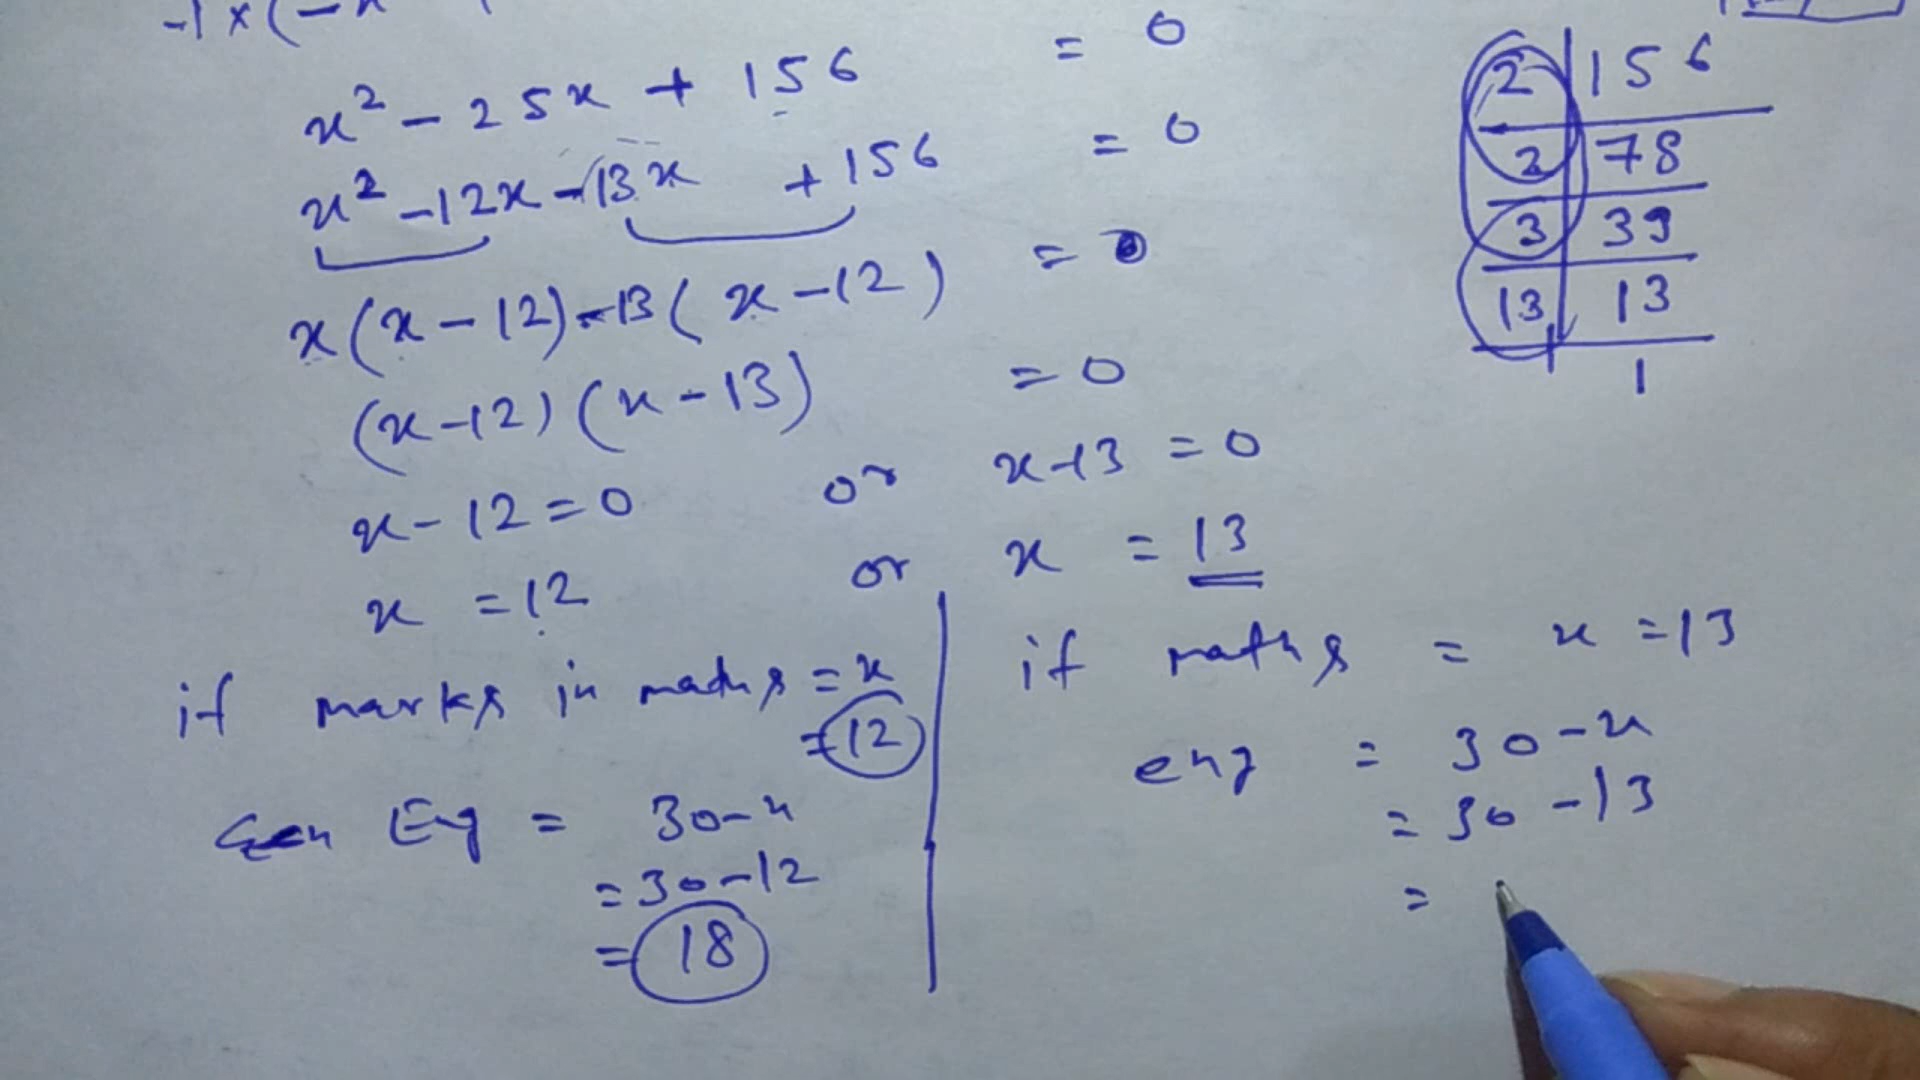 -1 × (-x
x² - 25x + 156 = 0
x² - 12x - 13x + 156 = 0
x(x - 12) - 13(x - 12) = 0
(x - 12) (x - 13) = 0
x - 12 = 0 or x - 13 = 0
x = 12 or x = 13
if marks in maths = x
= 12
Eng = 30 - x
= 30 - 12
= 18
if maths = x = 13
eng = 30 - x
= 30 - 13
=
2 | 156
2 | 78
3 | 39
13 | 13
1